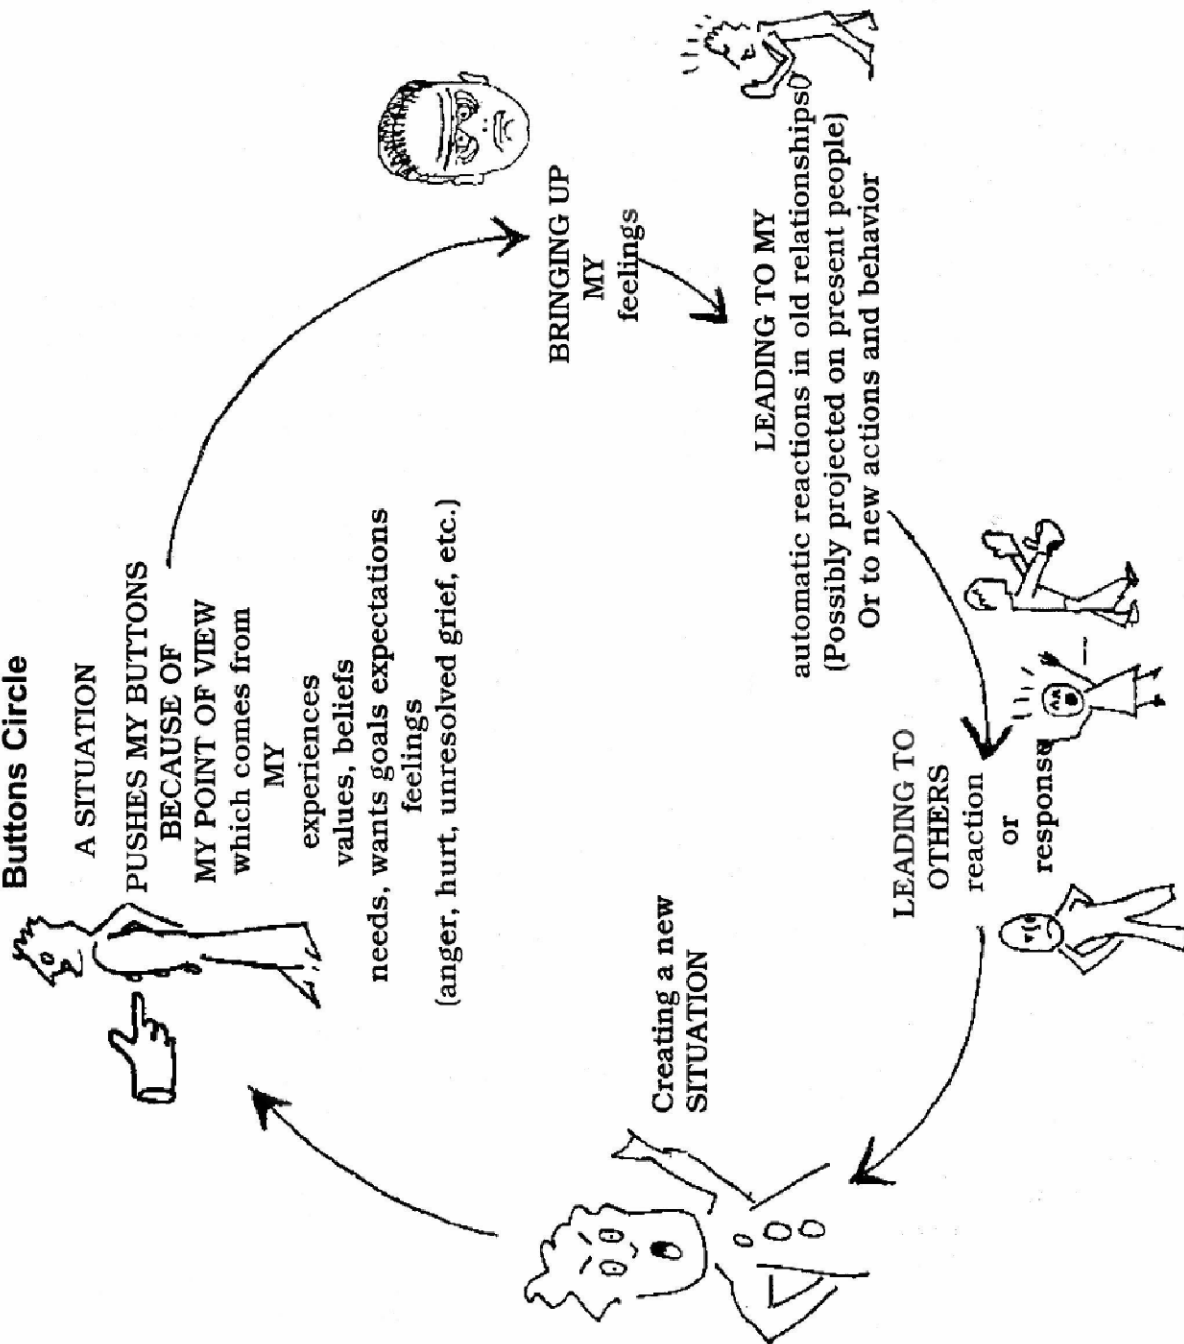 Buttons Circle
A SITUATION
PUSHES MY BUTTONS
BECAUSE OF
MY POINT OF VIEW
which comes from
MY
experiences
values, beliefs
needs, wants goals expectations
feelings
(anger, hurt, unresolved grief, etc.)
BRINGING UP
MY
feelings
LEADING TO MY
automatic reactions in old relationships
(Possibly projected on present people)
Or to new actions and behavior
LEADING TO
OTHERS
reaction
or
response
Creating a new
SITUATION